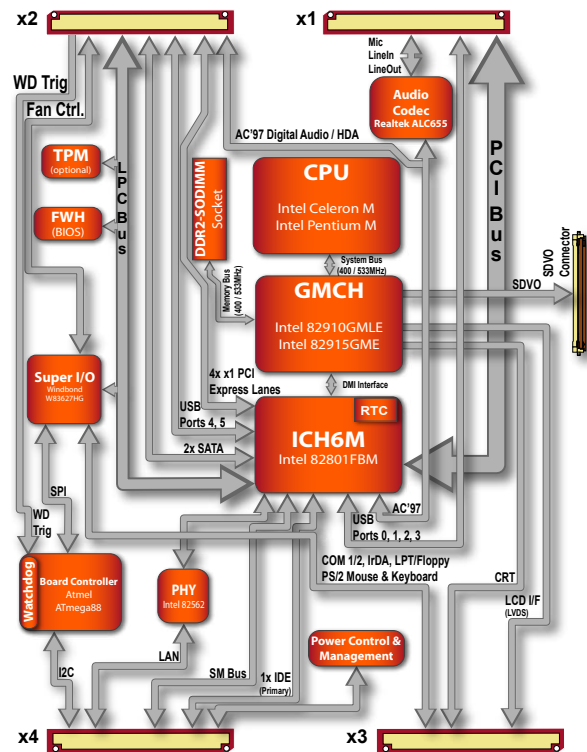 x2
x1
WD Trig
Fan Ctrl.
Mic
LineIn
LineOut
Audio
Codec
Realtek ALC655
AC'97 Digital Audio / HDA
TPM
(optional)
FWH
(BIOS)
LPC Bus
DDR2-SODIMM
Socket
CPU
Intel Celeron M
Intel Pentium M
PCI Bus
System Bus
(400 / 533MHz)
Memory Bus
(400 / 533MHz)
GMCH
Intel 82910GMLE
Intel 82915GME
SDVO
SDVO
Connector
Super I/O
Windbond
W83627HG
4x x1 PCI
Express Lanes
DMI Interface
USB
Ports 4, 5
2x SATA
RTC
ICH6M
Intel 82801FBM
SPI
WD
Trig
AC'97
USB
Ports 0, 1, 2, 3
COM 1/2, IrDA, LPT/Floppy
PS/2 Mouse & Keyboard
CRT
LCD I/F
(LVDS)
Watchdog
Board Controller
Atmel
ATmega88
PHY
Intel 82562
Power Control &
Management
I2C
LAN
SM Bus
1x IDE
(Primary)
x4
x3